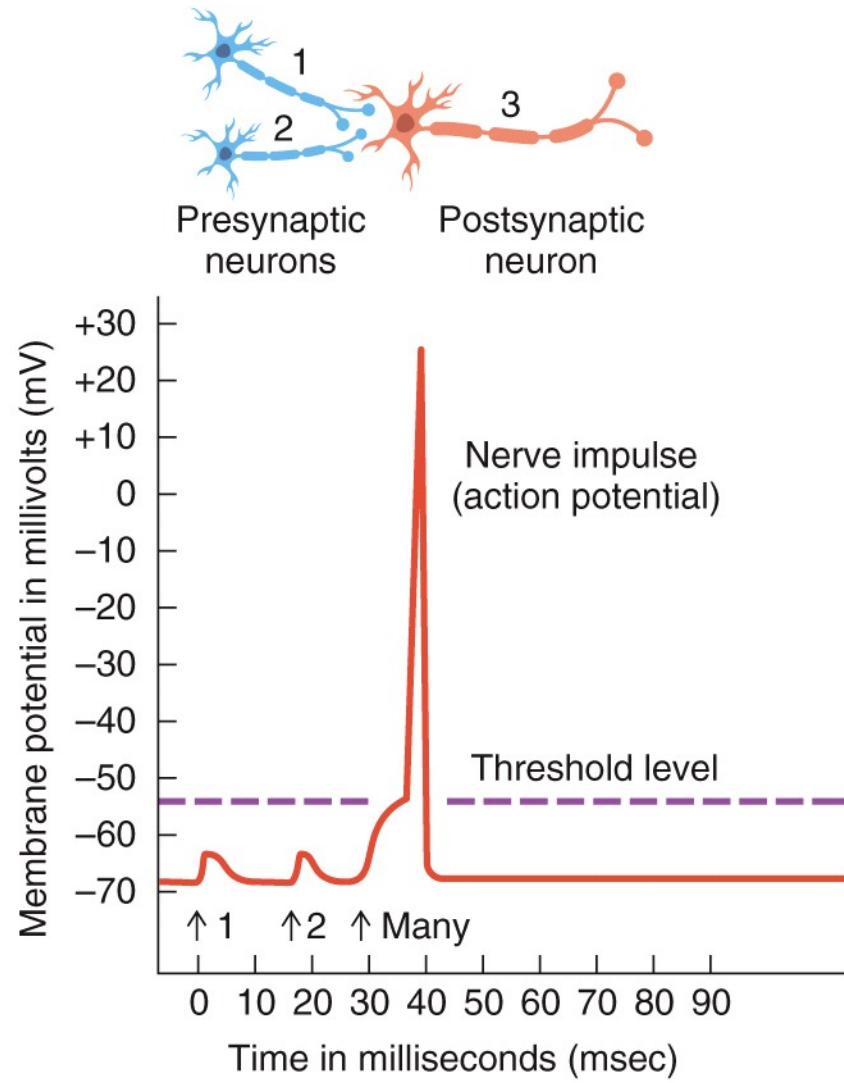 1
2
3
Presynaptic
neurons
Postsynaptic
neuron
Membrane potential in millivolts (mV)
+30
+20
+10
0
–10
–20
–30
–40
–50
–60
–70
Nerve impulse
(action potential)
Threshold level
↑ 1
↑ 2
↑ Many
0 10 20 30 40 50 60 70 80 90
Time in milliseconds (msec)